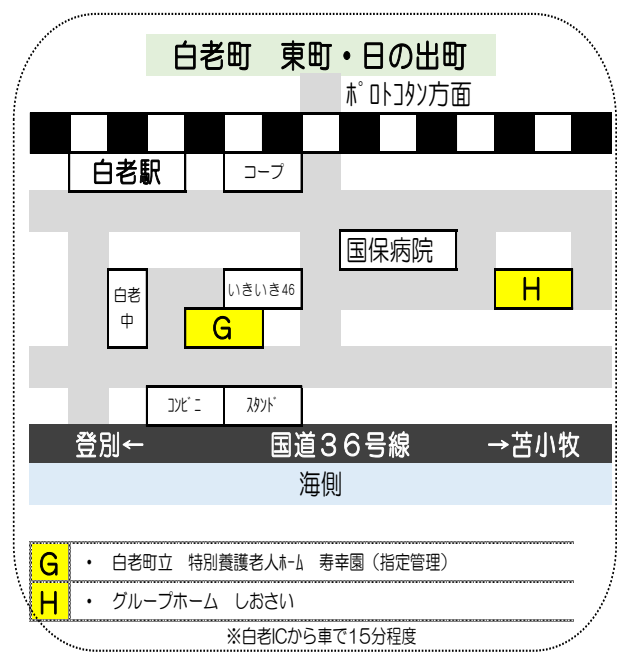 白老町　東町・日の出町
ﾎﾟﾛﾄｺﾀﾝ方面
白老駅
コープ
国保病院
白老
中
いきいき46
G
H
ｺﾝﾋﾞﾆ
ｽﾀﾝﾄﾞ
登別←　国道３６号線　→苫小牧
海側
G ・ 白老町立　特別養護老人ﾎｰﾑ　寿幸園（指定管理）
H ・ グループホーム　しおさい
※白老ICから車で15分程度